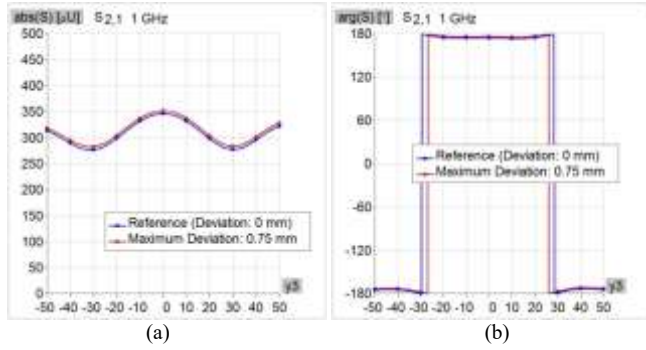 abs(S) [µU] S2,1 1 GHz
500
450
400
350
300
250
200
150
100
50
0
Reference (Deviation: 0 mm)
Maximum Deviation: 0.75 mm
y3
-50 -40 -30 -20 -10 0 10 20 30 40 50
(a)
arg(S) [°] S2,1 1 GHz
180
120
60
0
-60
-120
-180
Reference (Deviation: 0 mm)
Maximum Deviation: 0.75 mm
y3
-50 -40 -30 -20 -10 0 10 20 30 40 50
(b)